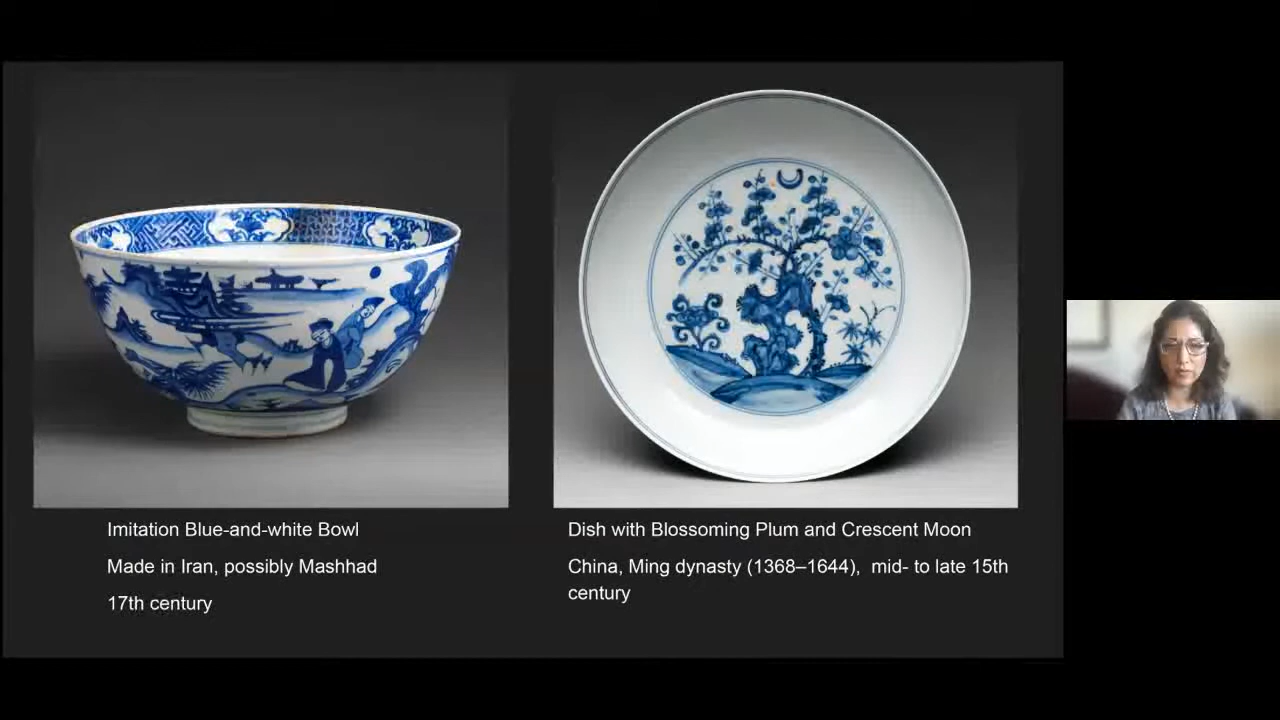 Imitation Blue-and-white Bowl
Made in Iran, possibly Mashhad
17th century
Dish with Blossoming Plum and Crescent Moon
China, Ming dynasty (1368–1644),  mid- to late 15th
century